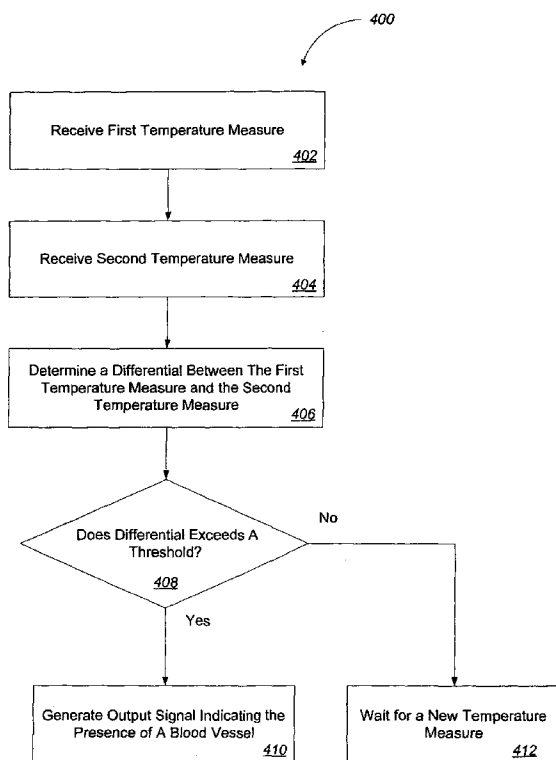 400
Receive First Temperature Measure
402
Receive Second Temperature Measure
404
Determine a Differential Between The First
Temperature Measure and the Second
Temperature Measure
406
Does Differential Exceeds A
Threshold?
408
No
Yes
Generate Output Signal Indicating the
Presence of A Blood Vessel
410
Wait for a New Temperature
Measure
412